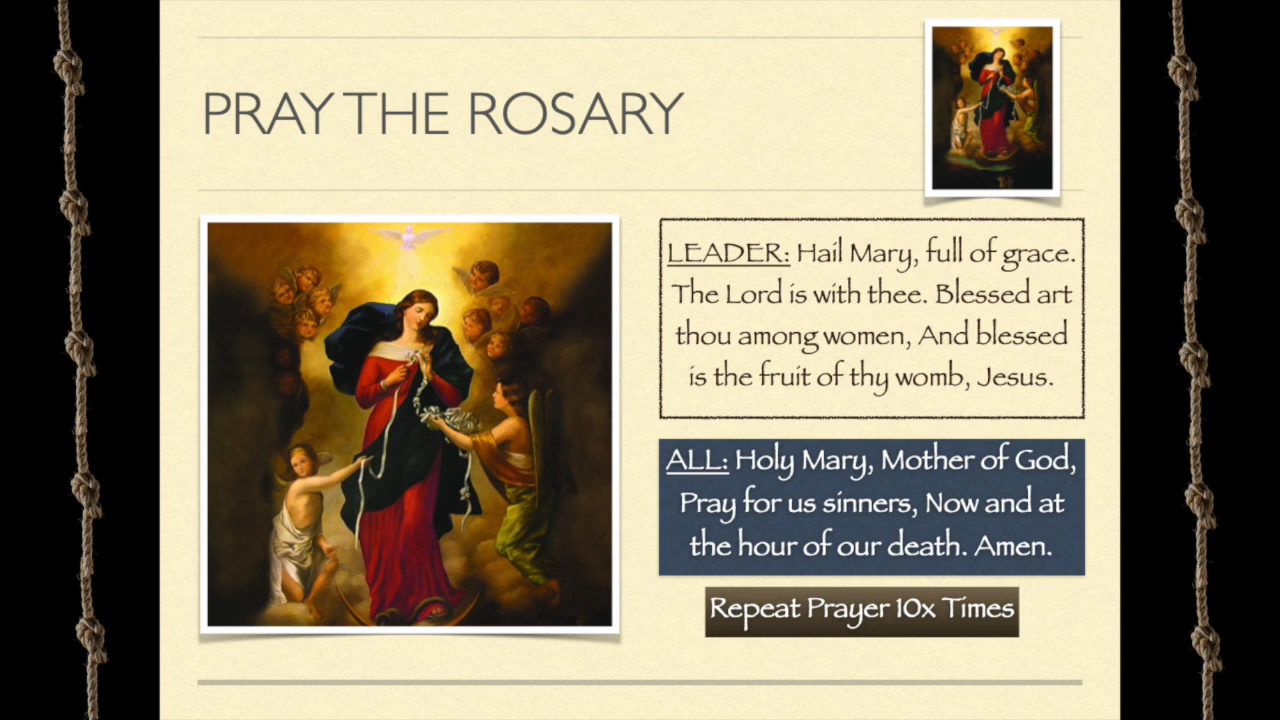 PRAY THE ROSARY
LEADER: Hail Mary, full of grace.
The Lord is with thee. Blessed art
thou among women, And blessed
is the fruit of thy womb, Jesus.
ALL: Holy Mary, Mother of God,
Pray for us sinners, Now and at
the hour of our death. Amen.
Repeat Prayer 10x Times